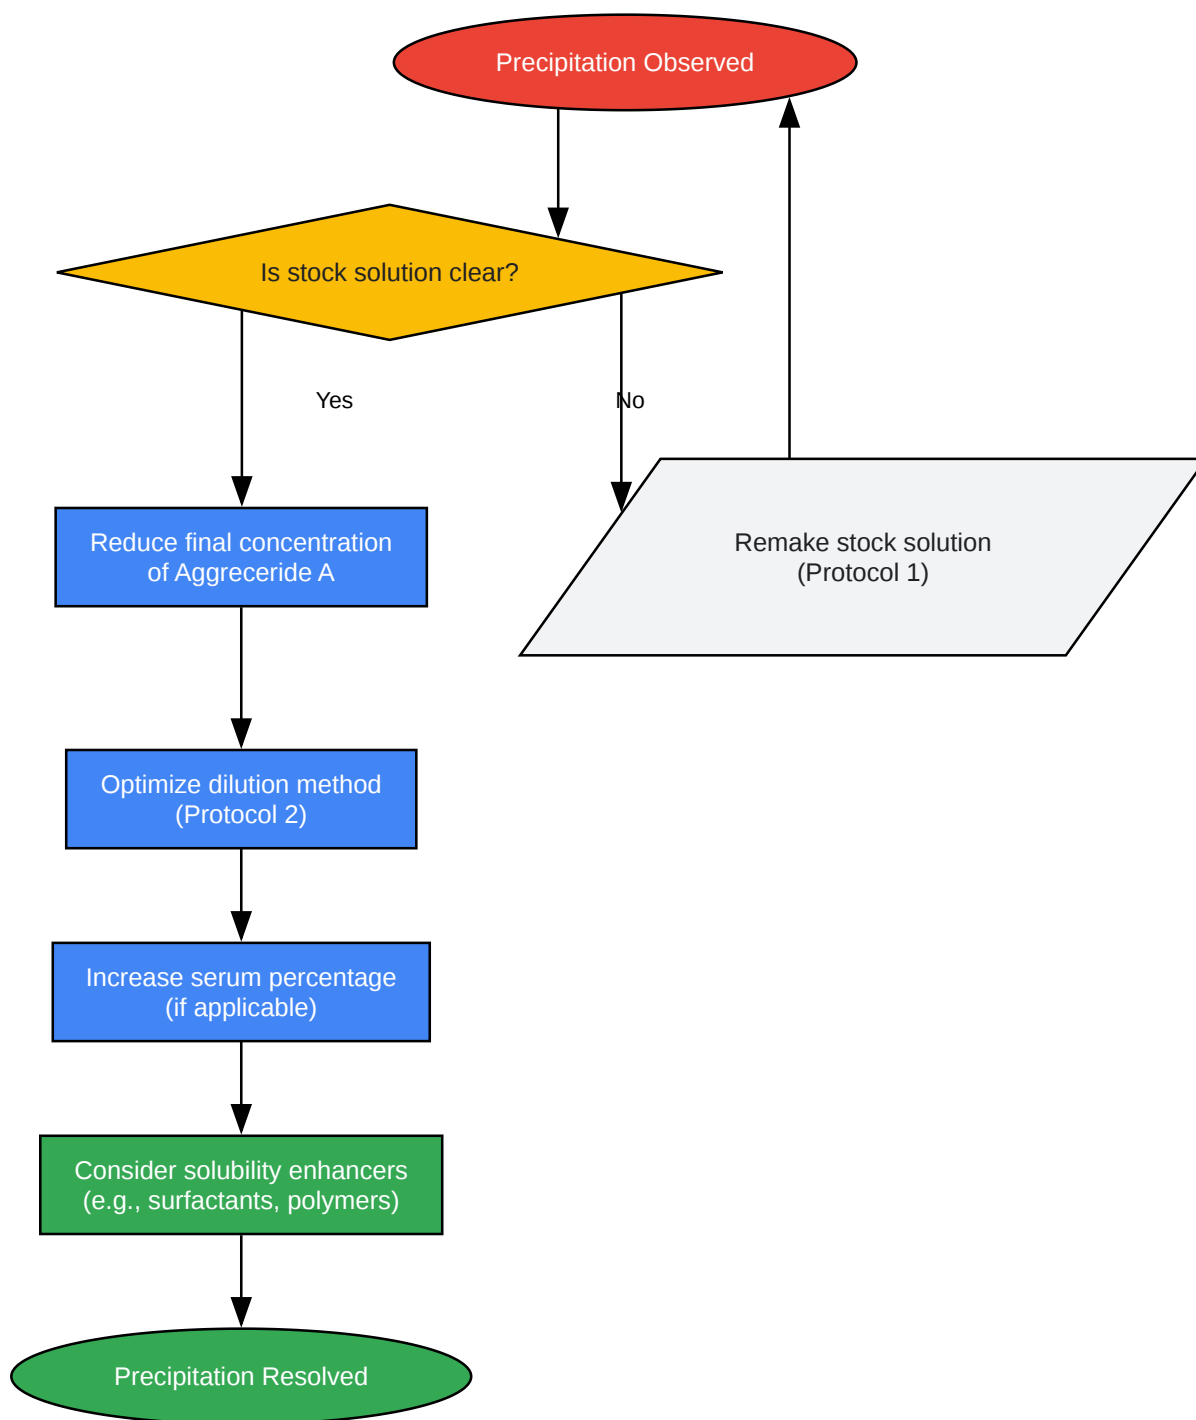 Precipitation Observed
Is stock solution clear?
Yes
No
Reduce final concentration
of Aggreceride A
Remake stock solution
(Protocol 1)
Optimize dilution method
(Protocol 2)
Increase serum percentage
(if applicable)
Consider solubility enhancers
(e.g., surfactants, polymers)
Precipitation Resolved